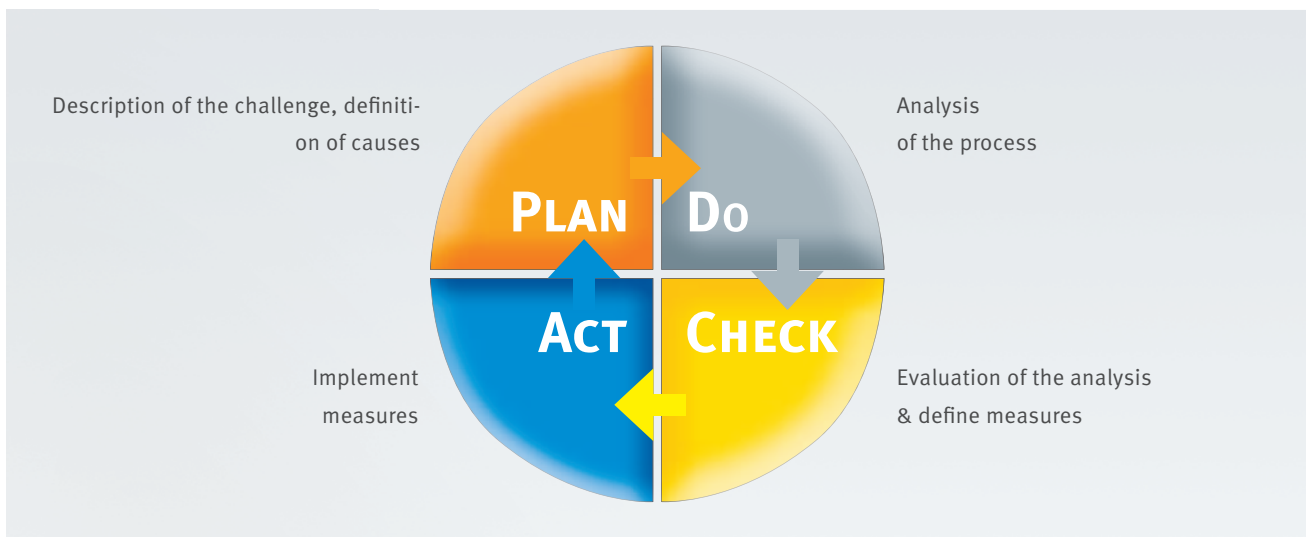 Description of the challenge, definiti-
on of causes
Analysis
of the process
PLAN
DO
ACT
CHECK
Implement
measures
Evaluation of the analysis
& define measures